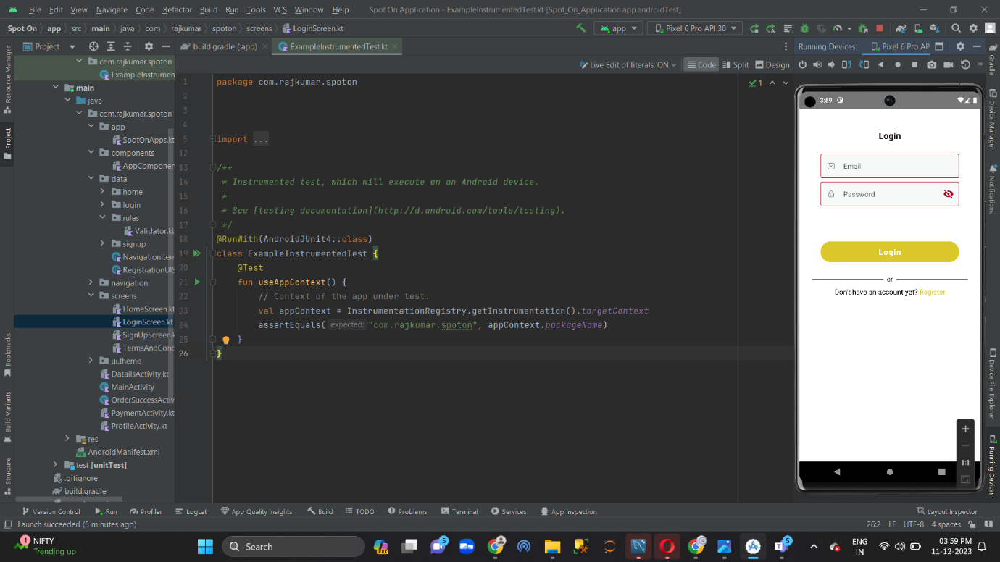 File Edit View Navigate Code Refactor Build Run Tools VCS Window Help Spot On Application - ExampleInstrumentedTest.kt [Spot_On_Application.app.androidTest]
Spot On app src main java com rajkumar spoton screens LoginScreen.kt app Pixel 6 Pro API 30
Project build.gradle (:app) ExampleInstrumentedTest.kt Running Devices: Pixel 6 Pro AP
Live Edit of literals: ON Code Split Design
Resource Manager
Project
Bookmarks
Build Variants
Structure
com.rajkumar.spoton
ExampleInstrumen
main
java
com.rajkumar.spoton
app
SpotOnApps.kt
components
AppComponen
data
home
login
rules
Validator.kt
signup
NavigationItem
RegistrationUIS
navigation
screens
HomeScreen.kt
LoginScreen.kt
SignUpScreen.k
TermsAndCond
ui.theme
DatailsActivity.kt
MainActivity
OrderSuccessActiv
PaymentActivity.kt
ProfileActivity.kt
res
AndroidManifest.xml
test [unitTest]
.gitignore
build.gradle
1 package com.rajkumar.spoton
2
3
4
5 import ...
12
13 /**
14 * Instrumented test, which will execute on an Android device.
15 *
16 * See [testing documentation](http://d.android.com/tools/testing).
17 */
18 @RunWith(AndroidJUnit4::class)
19 class ExampleInstrumentedTest {
20 @Test
21 fun useAppContext() {
22 // Context of the app under test.
23 val appContext = InstrumentationRegistry.getInstrumentation().targetContext
24 assertEquals( expected: "com.rajkumar.spoton", appContext.packageName)
25 }
26 }
1
3:59
Login
Email
Password
Login
or
Don't have an account yet? Register
1:1
Gradle
Device Manager
Notifications
Device File Explorer
Running Devices
Version Control Run Profiler Logcat App Quality Insights Build TODO Problems Terminal Services App Inspection Layout Inspector
Launch succeeded (5 minutes ago) 26:2 LF UTF-8 4 spaces
1 NIFTY
Trending up
Search
PRE
5
5
ENG
IN
03:59 PM
11-12-2023